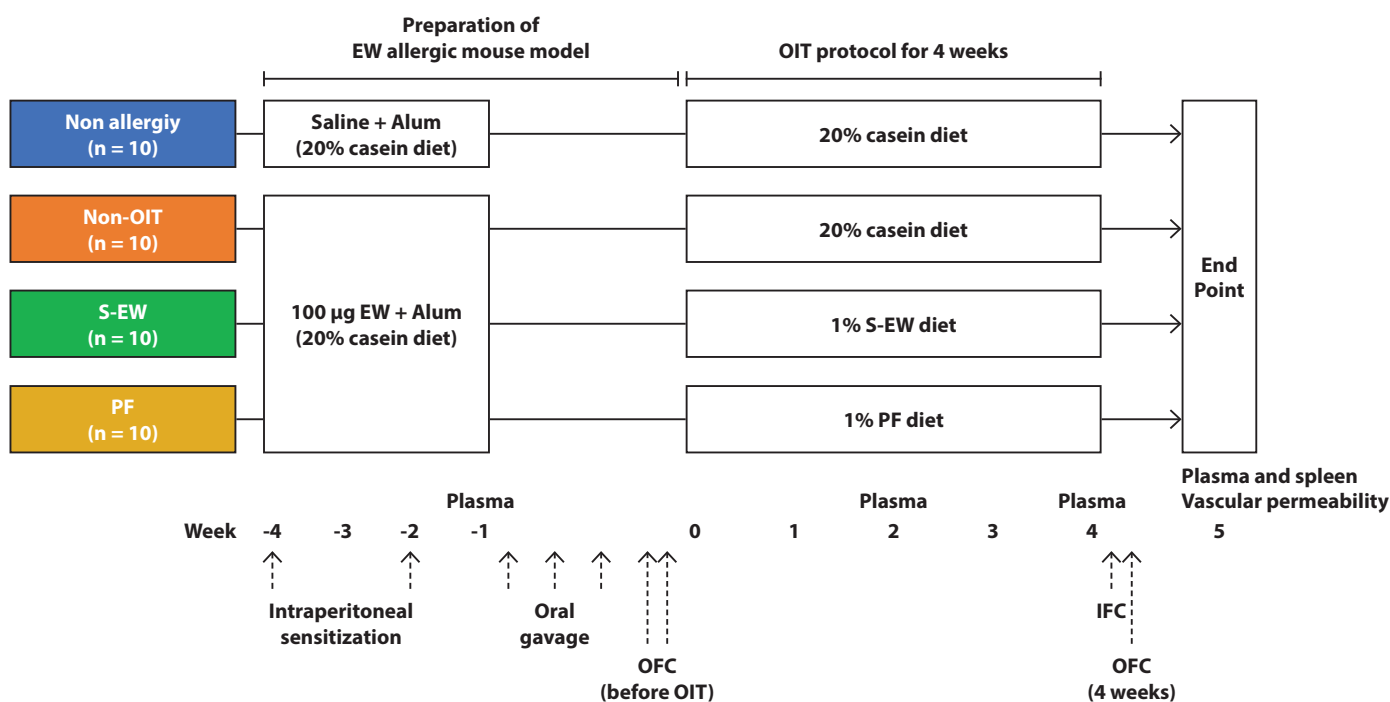 Preparation of
EW allergic mouse model
OIT protocol for 4 weeks
Non allergiy
(n = 10)
Saline + Alum
(20% casein diet)
20% casein diet
Non-OIT
(n = 10)
20% casein diet
S-EW
(n = 10)
100 μg EW + Alum
(20% casein diet)
1% S-EW diet
PF
(n = 10)
1% PF diet
End
Point
Plasma
Plasma
Plasma
Plasma and spleen
Vascular permeability
Week -4 -3 -2 -1 0 1 2 3 4 5
Intraperitoneal
sensitization
Oral
gavage
OFC
(before OIT)
IFC
OFC
(4 weeks)